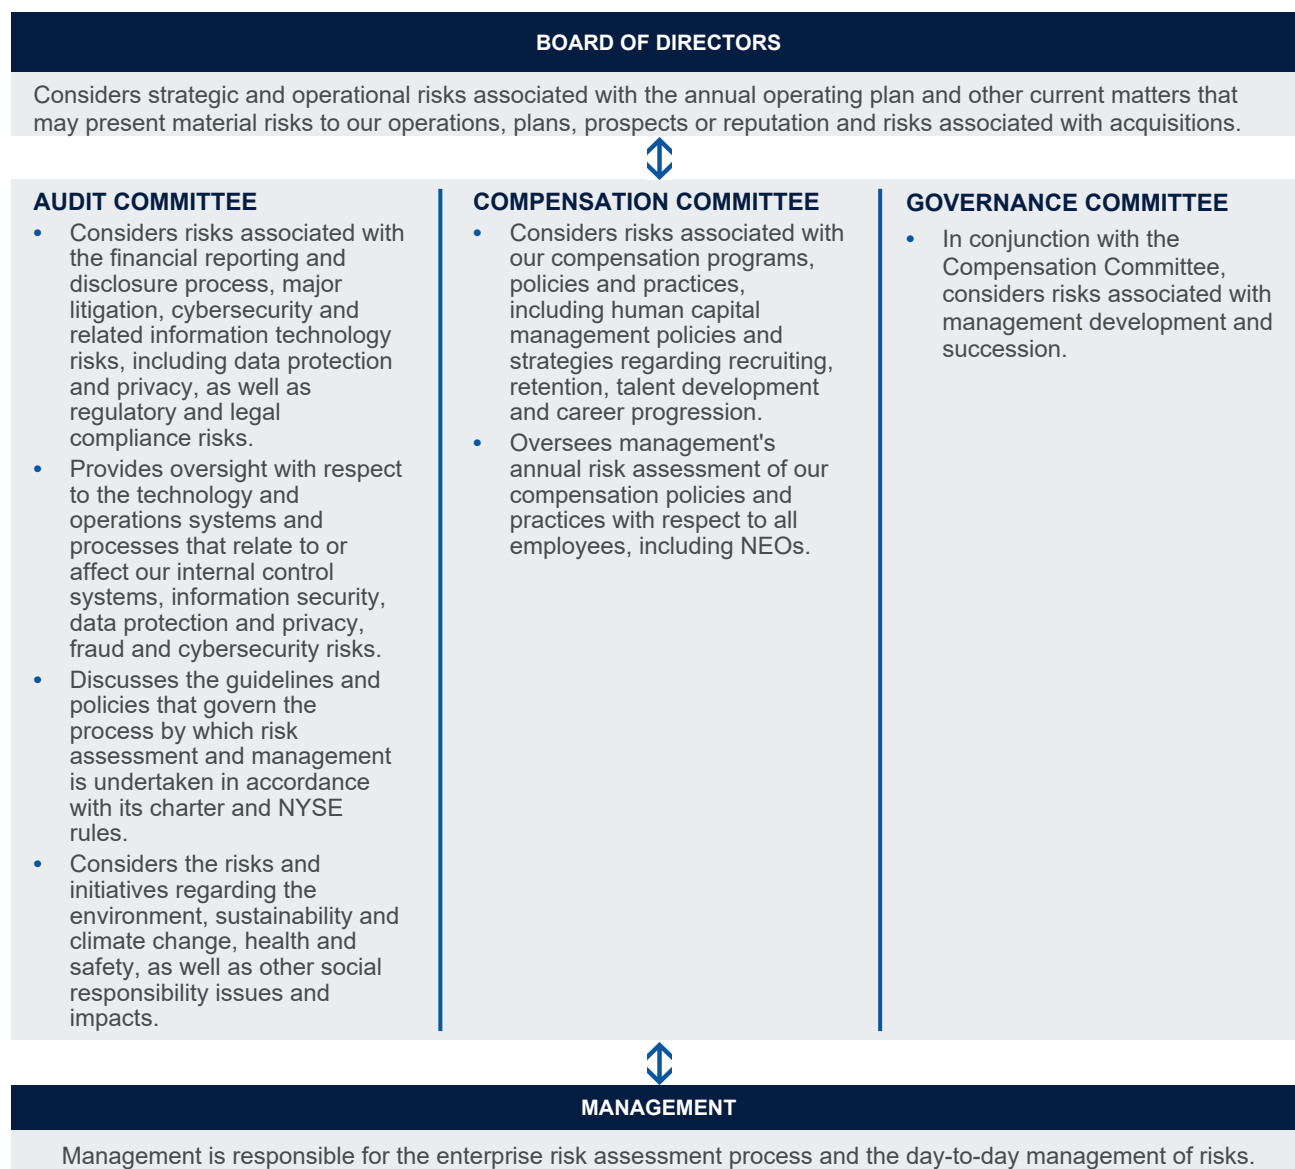 BOARD OF DIRECTORS
Considers strategic and operational risks associated with the annual operating plan and other current matters that
may present material risks to our operations, plans, prospects or reputation and risks associated with acquisitions.
AUDIT COMMITTEE
• Considers risks associated with
the financial reporting and
disclosure process, major
litigation, cybersecurity and
related information technology
risks, including data protection
and privacy, as well as
regulatory and legal
compliance risks.
• Provides oversight with respect
to the technology and
operations systems and
processes that relate to or
affect our internal control
systems, information security,
data protection and privacy,
fraud and cybersecurity risks.
• Discusses the guidelines and
policies that govern the
process by which risk
assessment and management
is undertaken in accordance
with its charter and NYSE
rules.
• Considers the risks and
initiatives regarding the
environment, sustainability and
climate change, health and
safety, as well as other social
responsibility issues and
impacts.
COMPENSATION COMMITTEE
• Considers risks associated with
our compensation programs,
policies and practices,
including human capital
management policies and
strategies regarding recruiting,
retention, talent development
and career progression.
• Oversees management's
annual risk assessment of our
compensation policies and
practices with respect to all
employees, including NEOs.
GOVERNANCE COMMITTEE
• In conjunction with the
Compensation Committee,
considers risks associated with
management development and
succession.
MANAGEMENT
Management is responsible for the enterprise risk assessment process and the day-to-day management of risks.